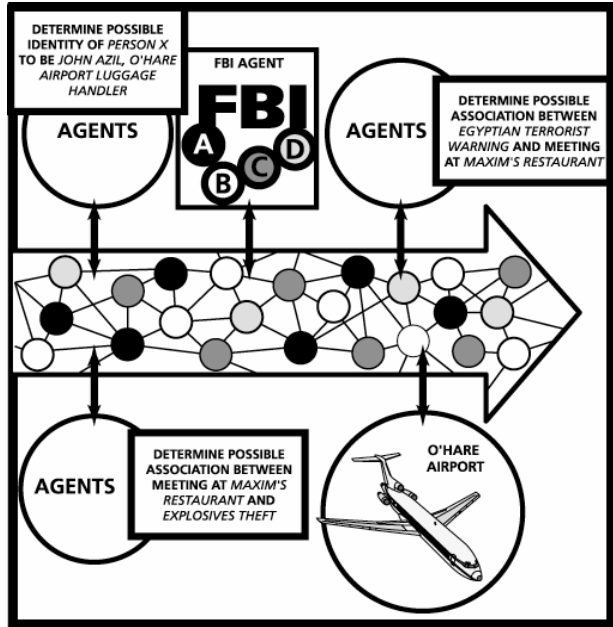 DETERMINE POSSIBLE
IDENTITY OF PERSON X
TO BE JOHN AZIL, O'HARE
AIRPORT LUGGAGE
HANDLER
AGENTS
FBI AGENT
FBI
A
B
C
D
AGENTS
DETERMINE POSSIBLE
ASSOCIATION BETWEEN
EGYPTIAN TERRORIST
WARNING AND MEETING
AT MAXIM'S RESTAURANT
AGENTS
DETERMINE POSSIBLE
ASSOCIATION BETWEEN
MEETING AT MAXIM'S
RESTAURANT AND
EXPLOSIVES THEFT
O'HARE
AIRPORT